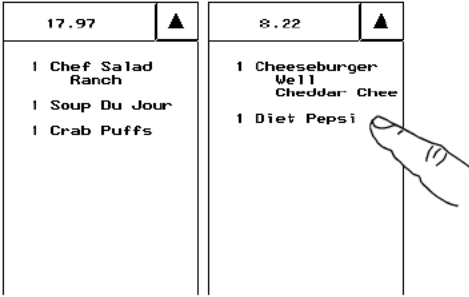 17.97
1 Chef Salad
Ranch
1 Soup Du Jour
1 Crab Puffs
8.22
1 Cheeseburger
Well
Cheddar Chee
1 Diet Pepsi